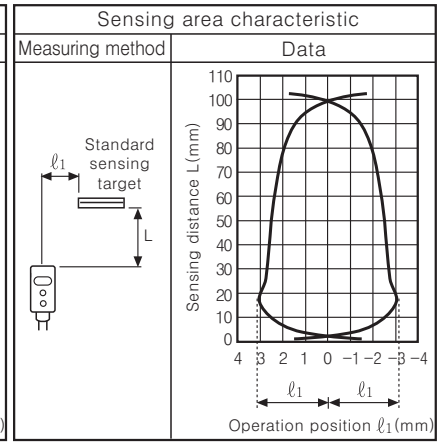 Sensing area characteristic
Measuring method
Data
ℓ1
Standard
sensing
target
L
Sensing distance L(mm)
110
100
90
80
70
60
50
40
30
20
10
0
4 3 2 1 0 -1 -2 -3 -4
ℓ1 ℓ1
Operation position ℓ1(mm)
)